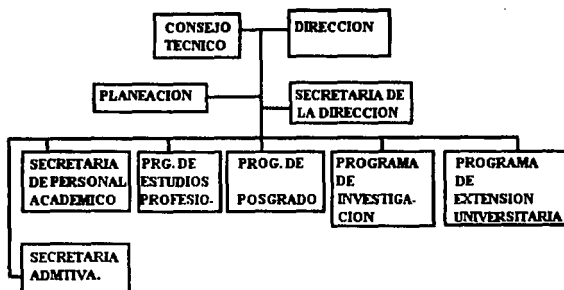 CONSEJO
TECNICO
DIRECCION
PLANEACION
SECRETARIA DE
LA DIRECCION
SECRETARIA
DE PERSONAL
ACADEMICO
PRG. DE
ESTUDIOS
PROFESIO-
PROG. DE
POSGRADO
PROGRAMA
DE
INVESTIGA-
CION
PROGRAMA
DE
EXTENSION
UNIVERSITARIA
SECRETARIA
ADMTIVA.